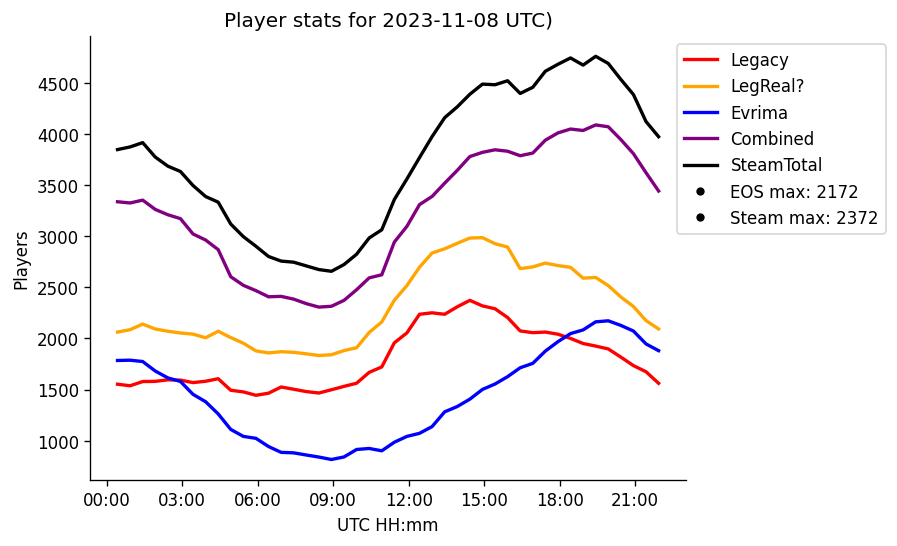 Player stats for 2023-11-08 UTC)
Legacy
LegReal?
Evrima
Combined
SteamTotal
EOS max: 2172
Steam max: 2372
Players
4500
4000
3500
3000
2500
2000
1500
1000
00:00 03:00 06:00 09:00 12:00 15:00 18:00 21:00
UTC HH:mm